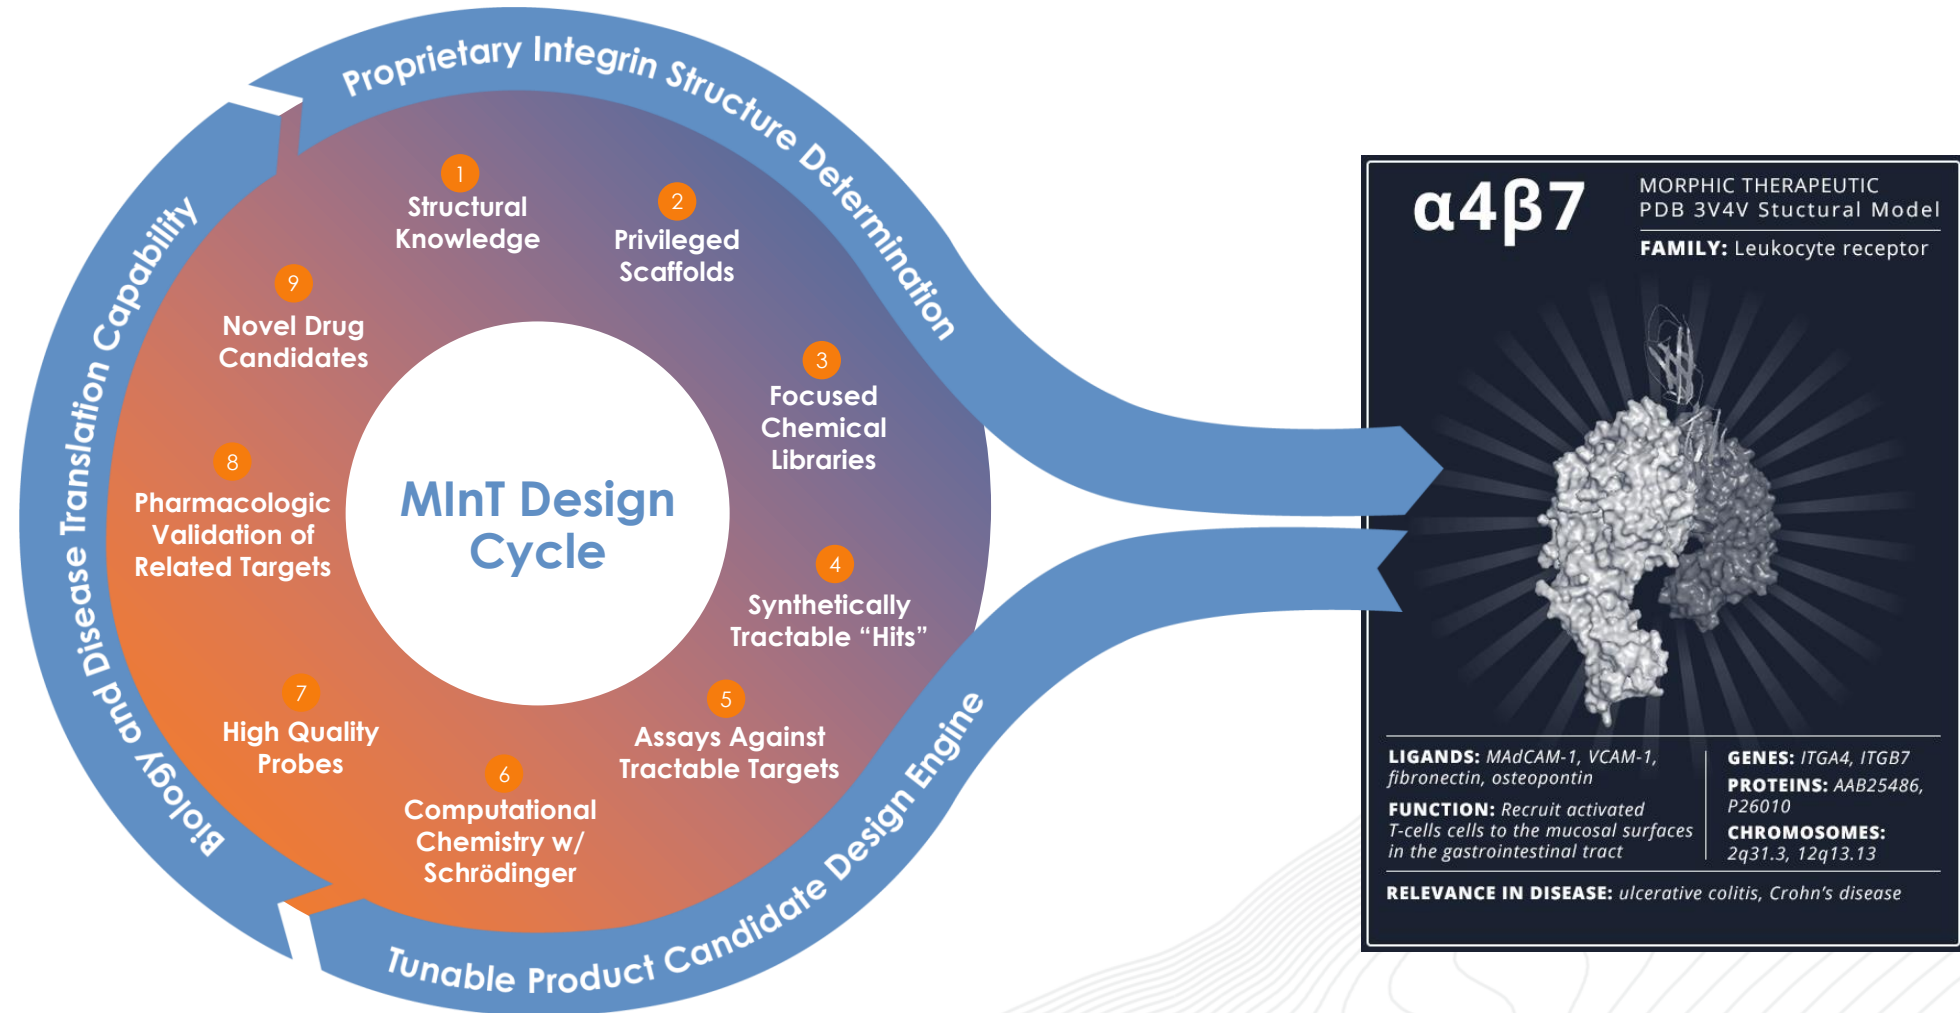 Proprietary Integrin Structure Determination
1
Structural
Knowledge
2
Privileged
Scaffolds
3
Focused
Chemical
Libraries
4
Synthetically
Tractable “Hits”
5
Assays Against
Tractable Targets
6
Computational
Chemistry w/
Schrödinger
7
High Quality
Probes
8
Pharmacologic
Validation of
Related Targets
9
Novel Drug
Candidates
MInT Design
Cycle
Tunable Product Candidate Design Engine
Biology and Disease Translation Capability
α4β7
MORPHIC THERAPEUTIC
PDB 3V4V Stuctural Model
FAMILY: Leukocyte receptor
LIGANDS: MAdCAM-1, VCAM-1,
fibronectin, osteopontin
FUNCTION: Recruit activated
T-cells cells to the mucosal surfaces
in the gastrointestinal tract
GENES: ITGA4, ITGB7
PROTEINS: AAB25486,
P26010
CHROMOSOMES:
2q31.3, 12q13.13
RELEVANCE IN DISEASE: ulcerative colitis, Crohn’s disease